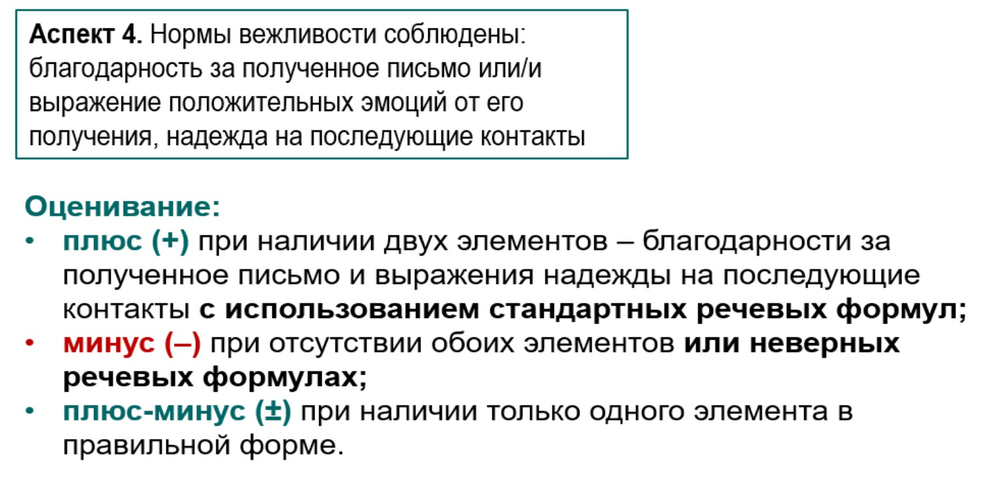 Аспект 4. Нормы вежливости соблюдены:
благодарность за полученное письмо или/и
выражение положительных эмоций от его
получения, надежда на последующие контакты
Оценивание:
• плюс (+) при наличии двух элементов – благодарности за
полученное письмо и выражения надежды на последующие
контакты с использованием стандартных речевых формул;
• минус (–) при отсутствии обоих элементов или неверных
речевых формулах;
• плюс-минус (±) при наличии только одного элемента в
правильной форме.